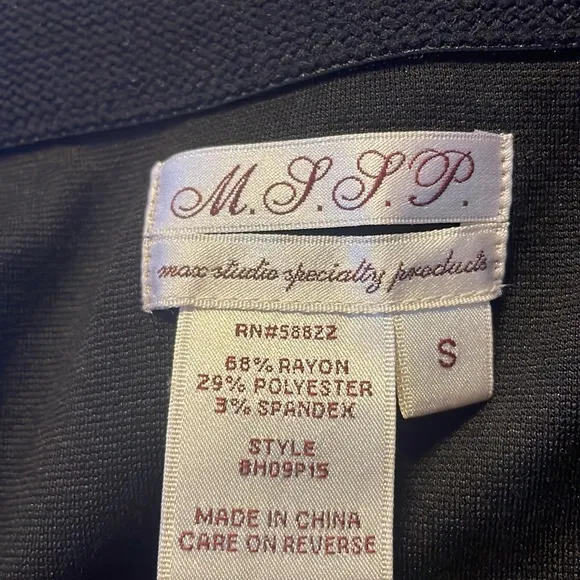 M.S.S.P.
max studio specialty products
RN#58822
S
68% RAYON
29% POLYESTER
3% SPANDEX
STYLE
8H09P15
MADE IN CHINA
CARE ON REVERSE